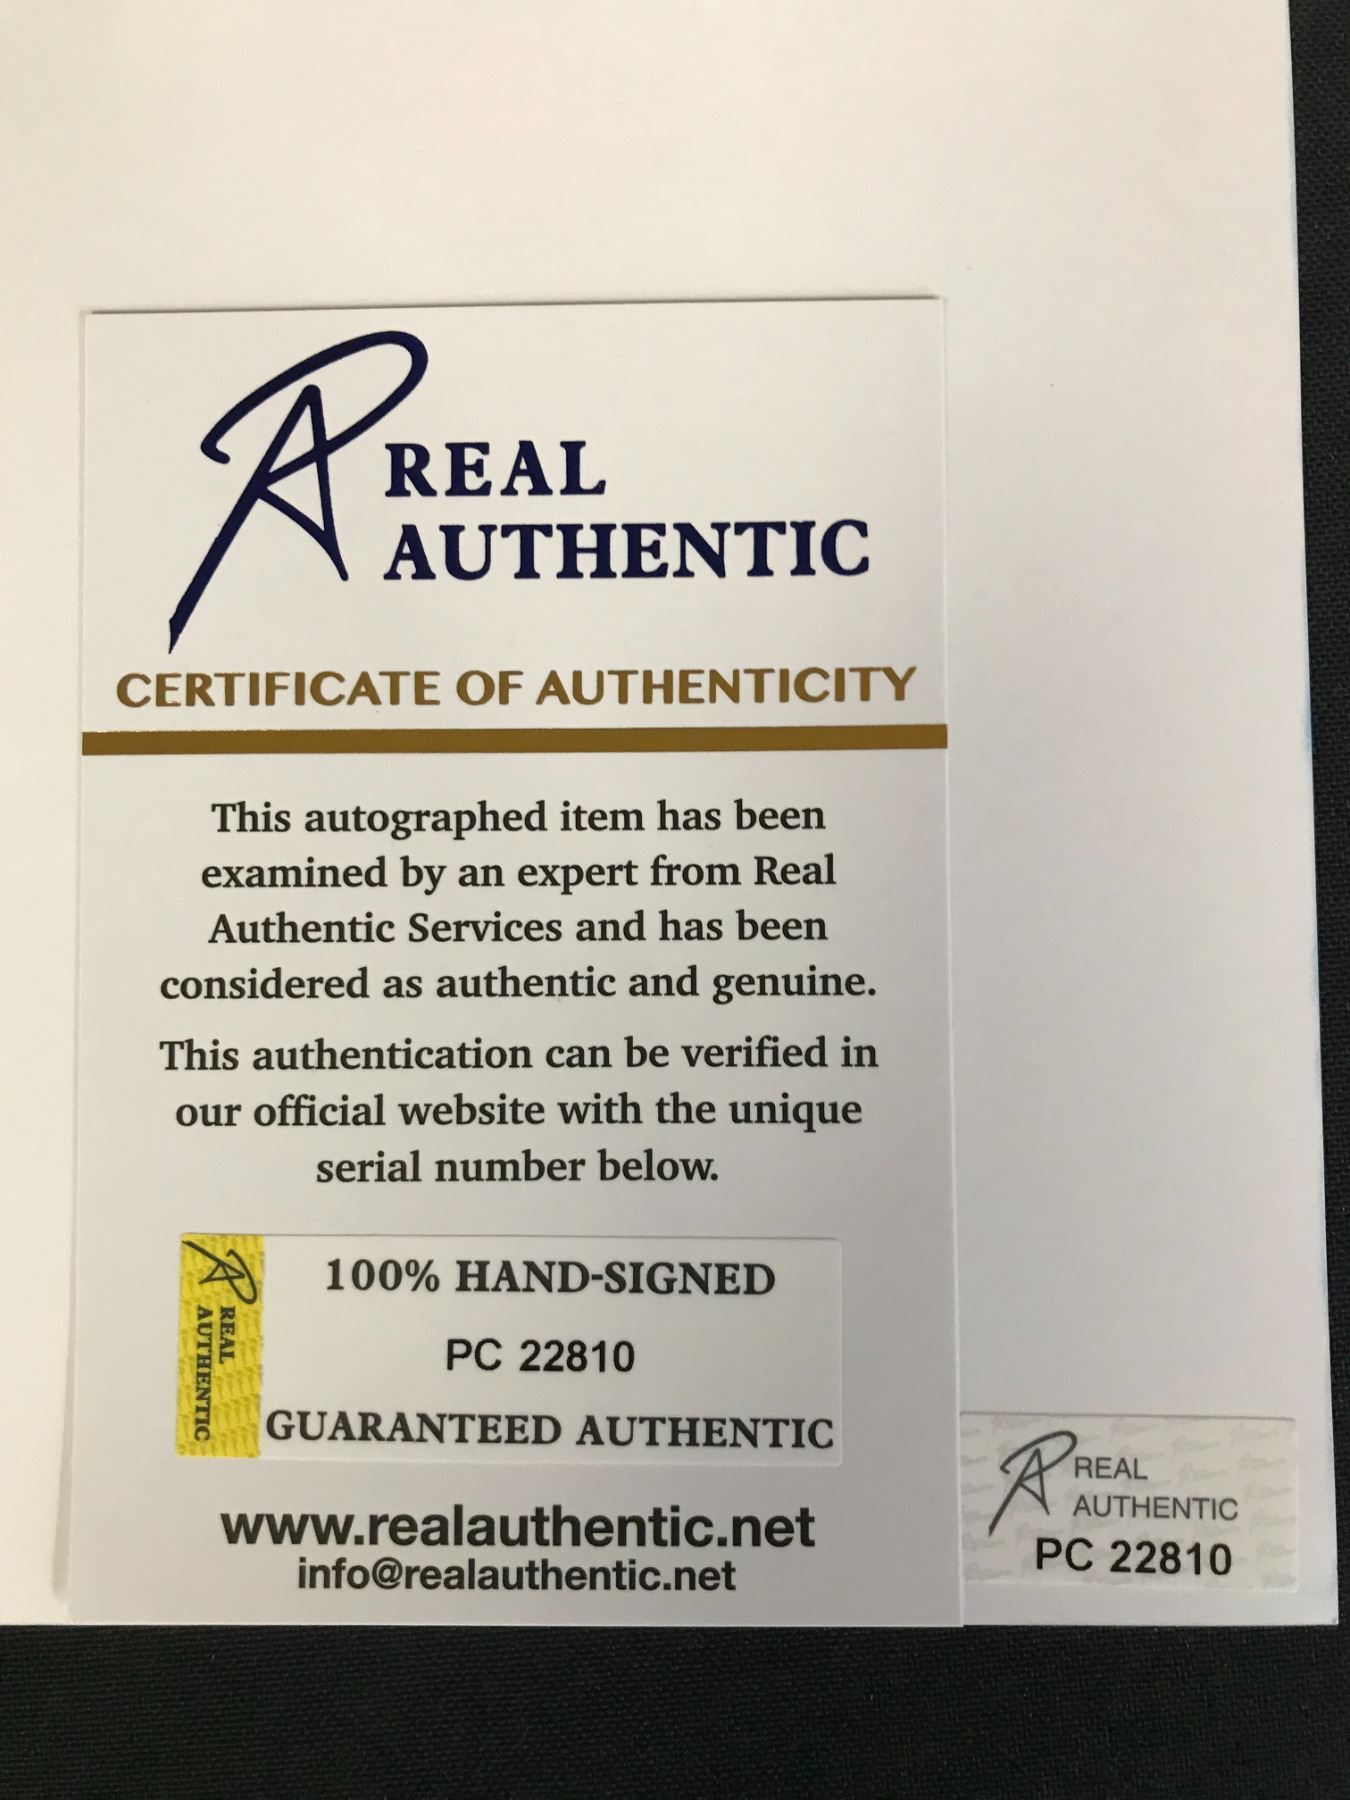 REAL
AUTHENTIC
CERTIFICATE OF AUTHENTICITY
This autographed item has been
examined by an expert from Real
Authentic Services and has been
considered as authentic and genuine.
This authentication can be verified in
our official website with the unique
serial number below.
REAL
AUTHENTIC
100% HAND-SIGNED
PC 22810
GUARANTEED AUTHENTIC
www.realauthentic.net
info@realauthentic.net
REAL
AUTHENTIC
PC 22810